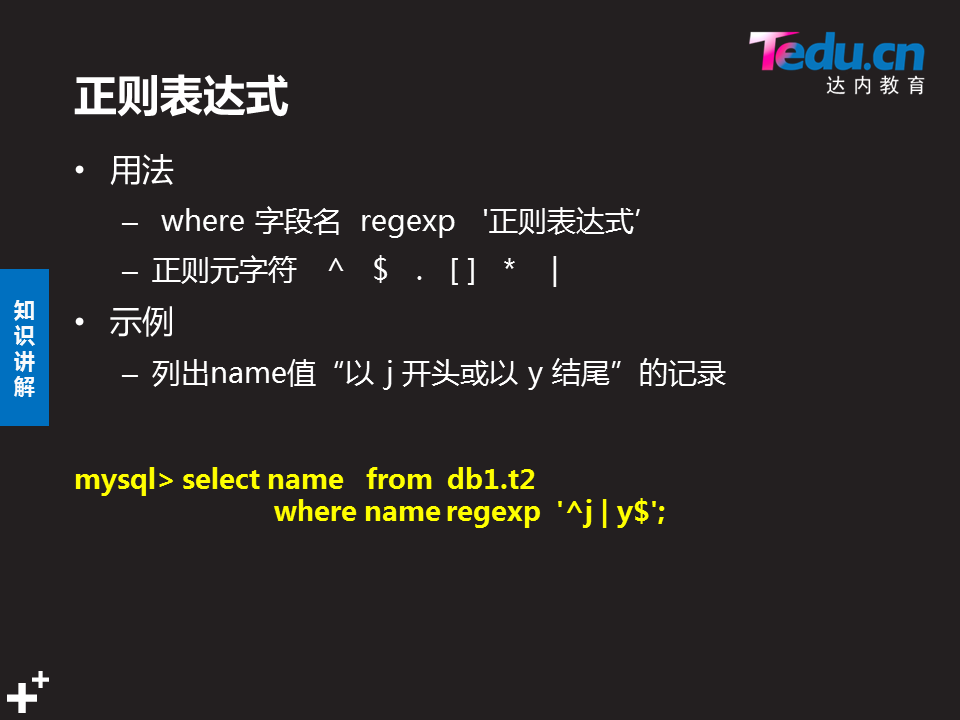 Tedu.cn
达内教育
正则表达式
• 用法
– where 字段名 regexp '正则表达式’
– 正则元字符 ^ $ . [ ] * |
• 示例
– 列出name值“以 j 开头或以 y 结尾”的记录
知
识
讲
解
mysql> select name from db1.t2
where name regexp '^j | y$';